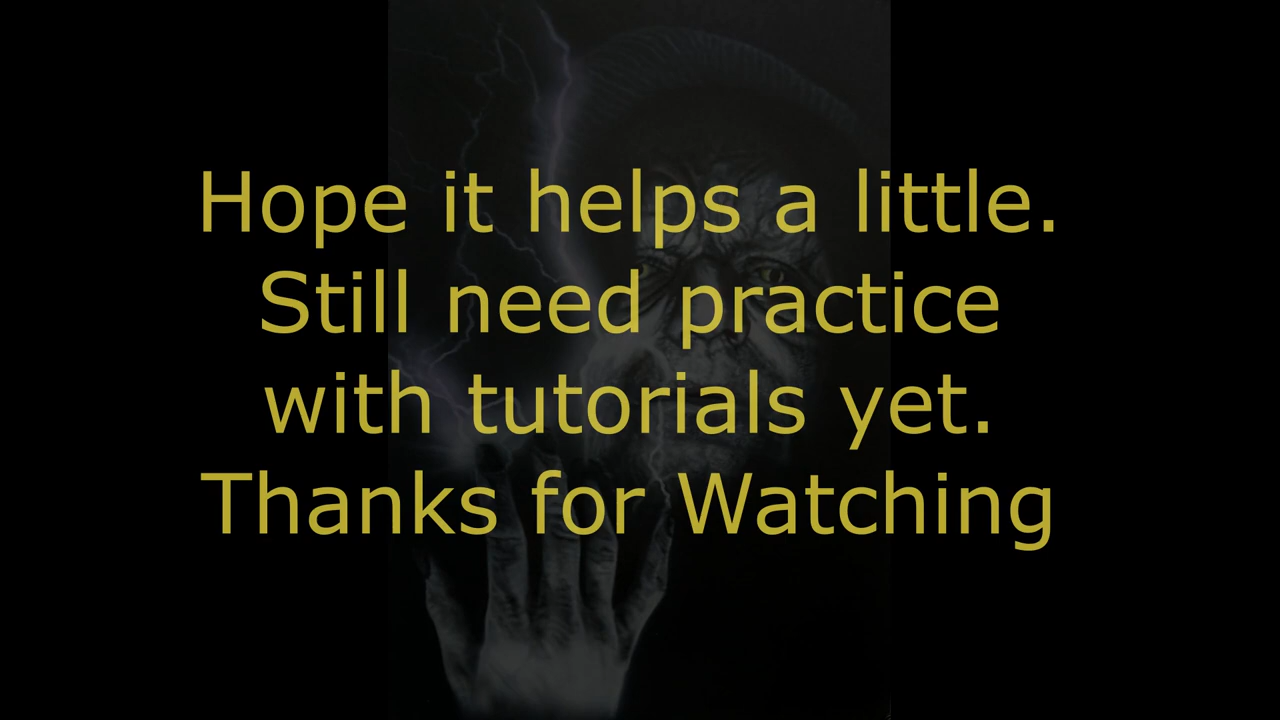 Hope it helps a little.
Still need practice
with tutorials yet.
Thanks for Watching